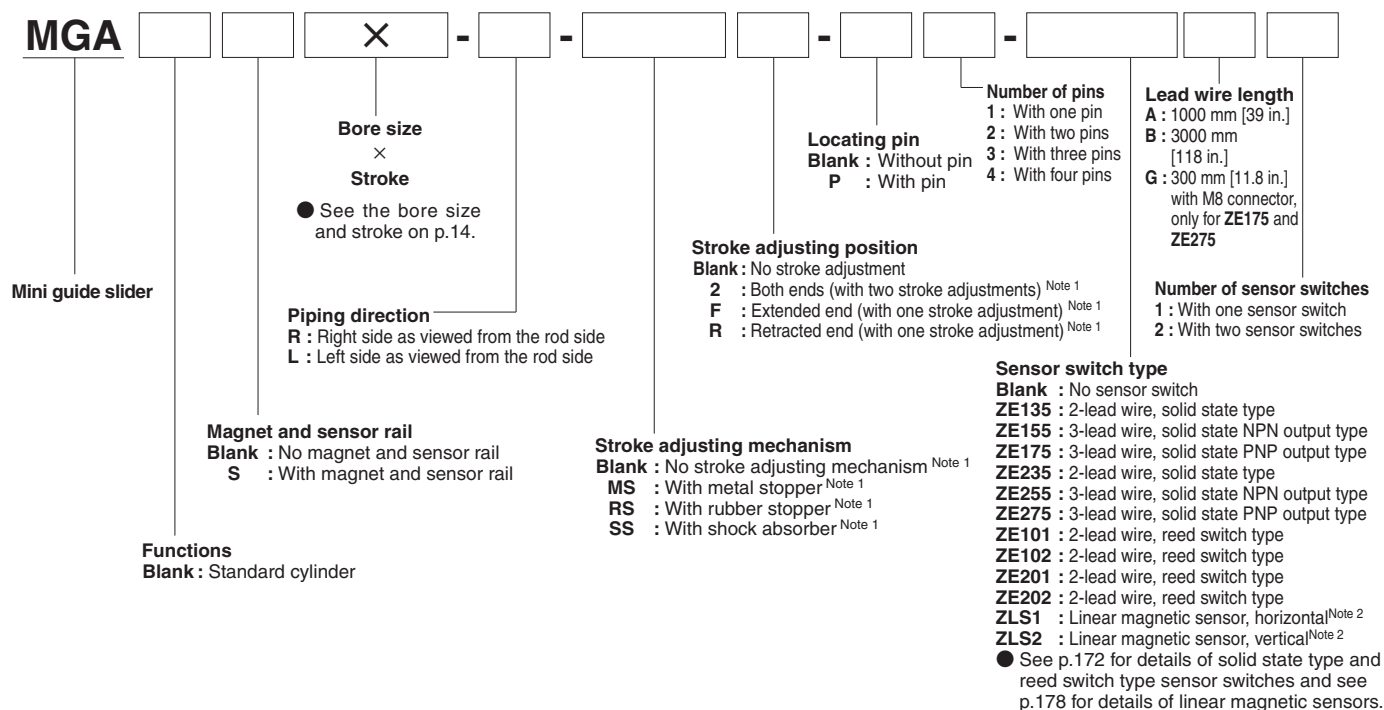 MGA × - - - -
Bore size
×
Stroke
● See the bore size
and stroke on p.14.
Mini guide slider
Piping direction
R : Right side as viewed from the rod side
L : Left side as viewed from the rod side
Magnet and sensor rail
Blank : No magnet and sensor rail
S : With magnet and sensor rail
Functions
Blank : Standard cylinder
Locating pin
Blank : Without pin
P : With pin
Number of pins
1 : With one pin
2 : With two pins
3 : With three pins
4 : With four pins
Stroke adjusting position
Blank : No stroke adjustment
2 : Both ends (with two stroke adjustments) Note 1
F : Extended end (with one stroke adjustment) Note 1
R : Retracted end (with one stroke adjustment) Note 1
Stroke adjusting mechanism
Blank : No stroke adjusting mechanism Note 1
MS : With metal stopper Note 1
RS : With rubber stopper Note 1
SS : With shock absorber Note 1
Lead wire length
A : 1000 mm [39 in.]
B : 3000 mm
[118 in.]
G : 300 mm [11.8 in.]
with M8 connector,
only for ZE175 and
ZE275
Number of sensor switches
1 : With one sensor switch
2 : With two sensor switches
Sensor switch type
Blank : No sensor switch
ZE135 : 2-lead wire, solid state type
ZE155 : 3-lead wire, solid state NPN output type
ZE175 : 3-lead wire, solid state PNP output type
ZE235 : 2-lead wire, solid state type
ZE255 : 3-lead wire, solid state NPN output type
ZE275 : 3-lead wire, solid state PNP output type
ZE101 : 2-lead wire, reed switch type
ZE102 : 2-lead wire, reed switch type
ZE201 : 2-lead wire, reed switch type
ZE202 : 2-lead wire, reed switch type
ZLS1 : Linear magnetic sensor, horizontal Note 2
ZLS2 : Linear magnetic sensor, vertical Note 2
● See p.172 for details of solid state type and
reed switch type sensor switches and see
p.178 for details of linear magnetic sensors.